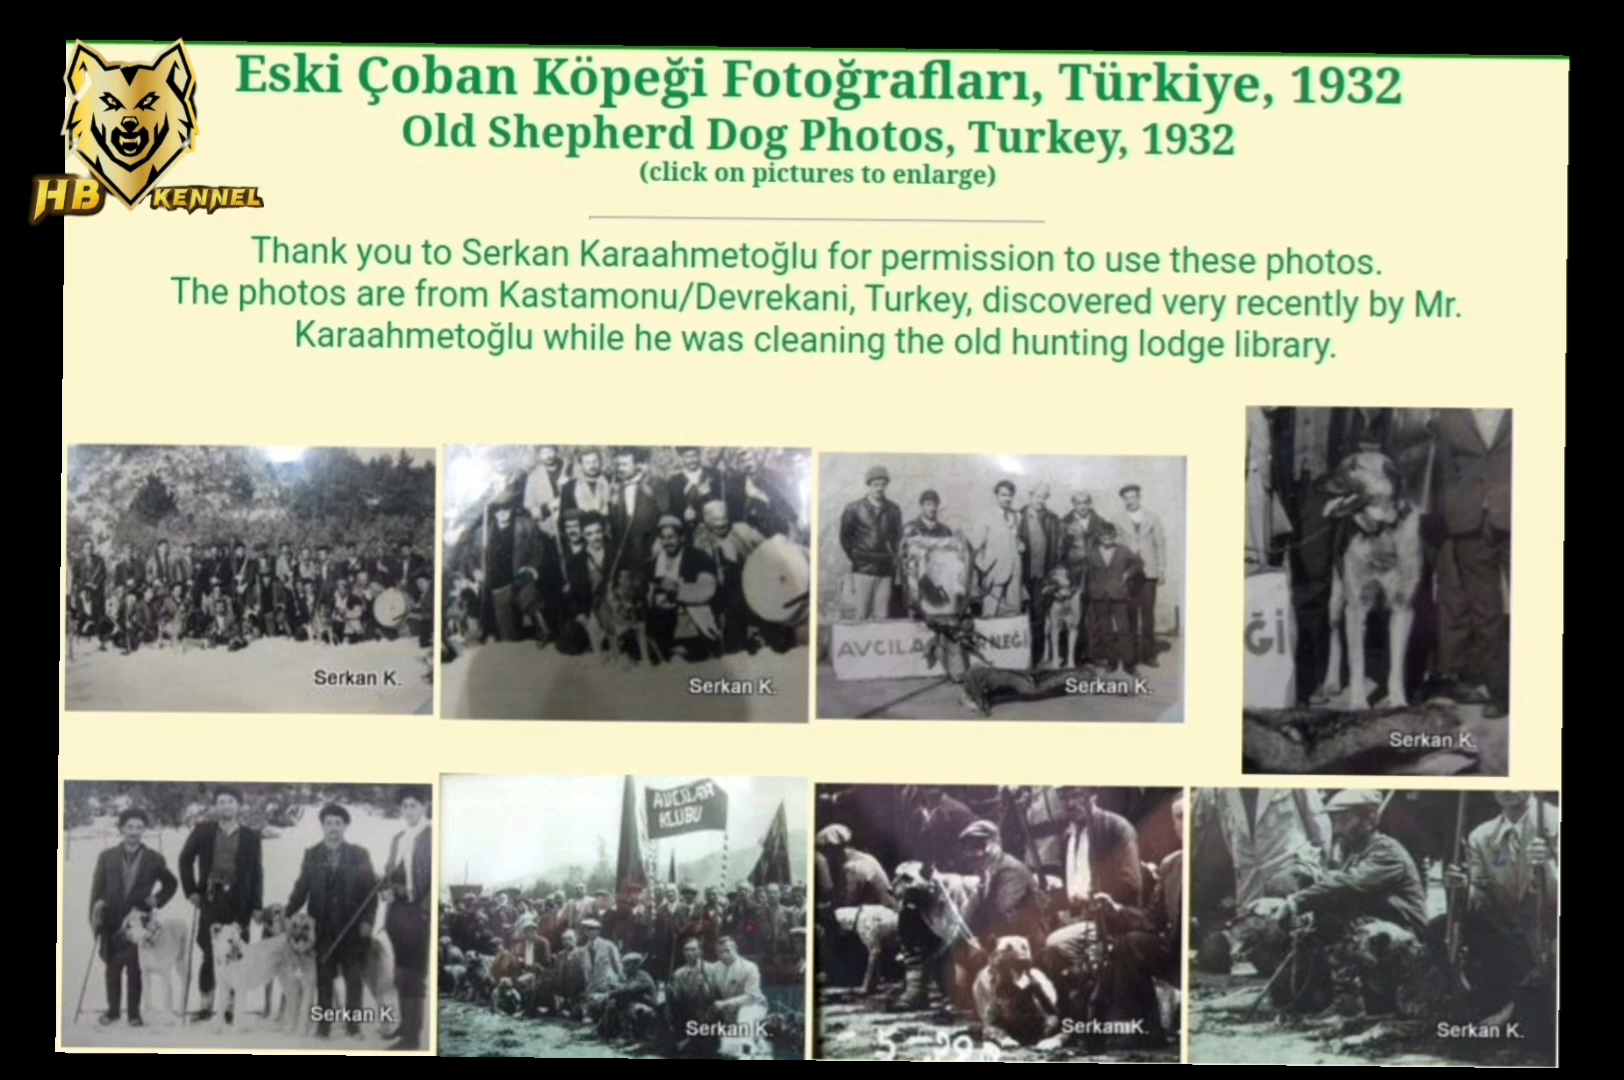 Eski Çoban Köpeği Fotoğrafları, Türkiye, 1932
Old Shepherd Dog Photos, Turkey, 1932
(click on pictures to enlarge)
HB KENNEL
Thank you to Serkan Karaahmetoğlu for permission to use these photos.
The photos are from Kastamonu/Devrekani, Turkey, discovered very recently by Mr.
Karaahmetoğlu while he was cleaning the old hunting lodge library.
Serkan K.
Serkan K.
AVCILA NEĞİ
Serkan K.
Ğİ
Serkan K.
Serkan K.
AVCILAR
KLUBU
Serkan K.
Serkan K.
Serkan K.